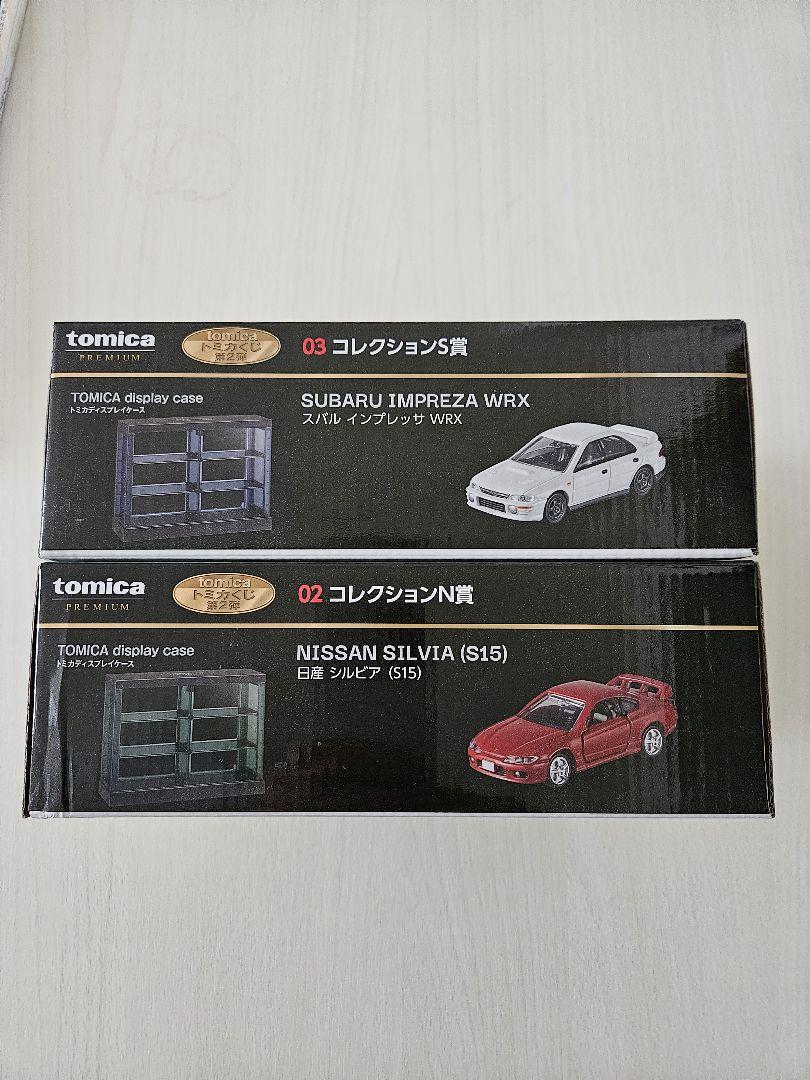 tomica
PREMIUM
tomica
トミカくじ
第2弾
03 コレクションS賞
TOMICA display case
トミカディスプレイケース
SUBARU IMPREZA WRX
スバル インプレッサ WRX
tomica
PREMIUM
tomica
トミカくじ
第2弾
02 コレクションN賞
TOMICA display case
トミカディスプレイケース
NISSAN SILVIA (S15)
日産 シルビア (S15)